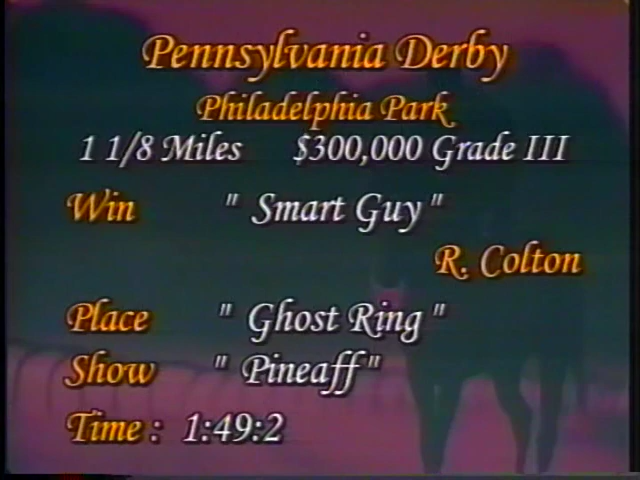 Pennsylvania Derby
Philadelphia Park
1 1/8 Miles $300,000 Grade III
Win " Smart Guy "
R. Colton
Place " Ghost Ring "
Show " Pineaff "
Time : 1:49:2